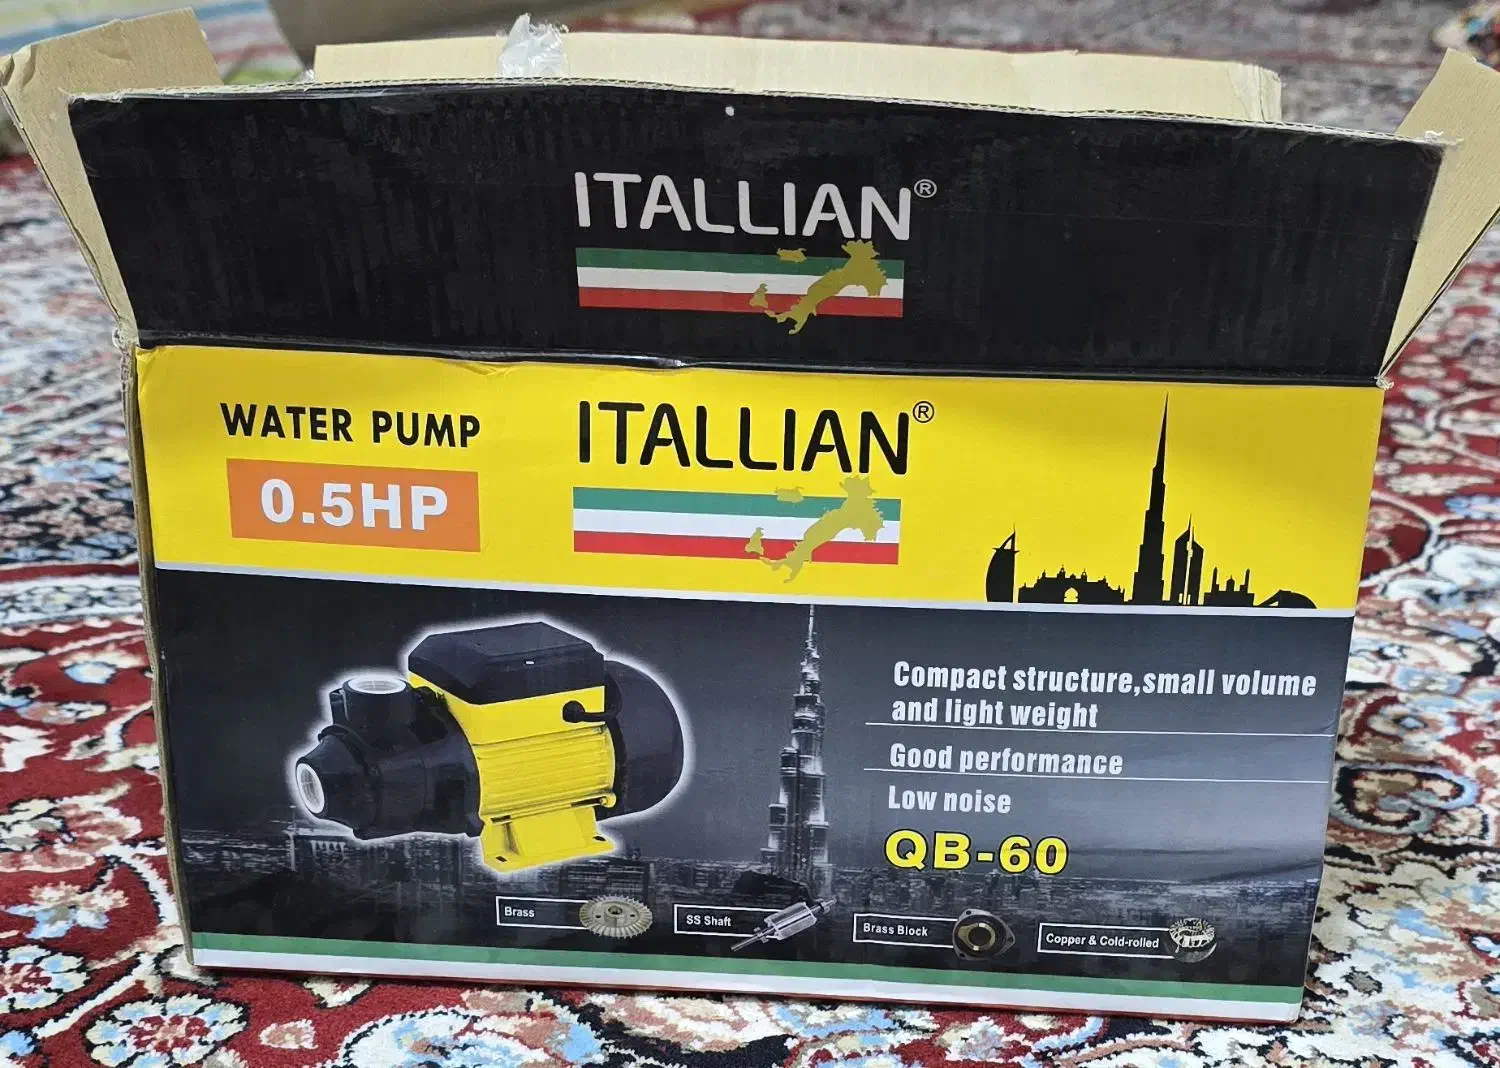 ITALLIAN®
WATER PUMP
0.5HP
ITALLIAN®
Compact structure,small volume
and light weight
Good performance
Low noise
QB-60
Brass
SS Shaft
Brass Block
Copper & Cold-rolled